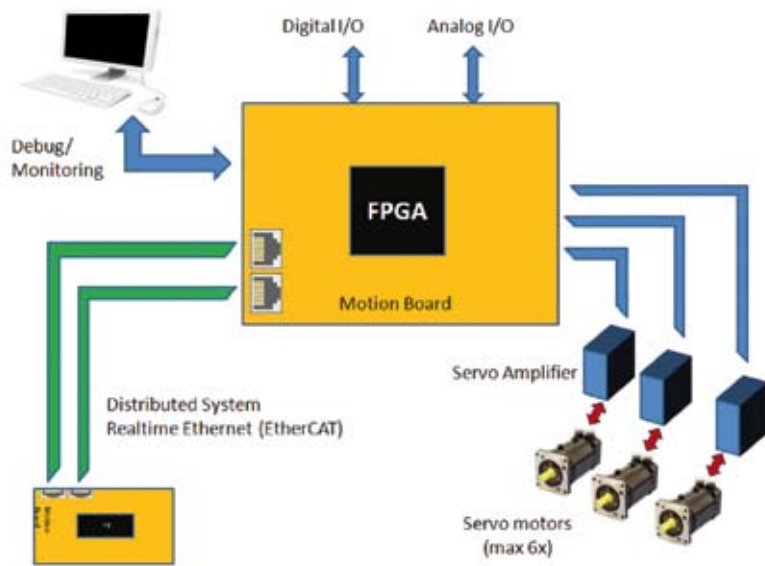 Digital I/O
Analog I/O
Debug/
Monitoring
FPGA
Motion Board
Servo Amplifier
Distributed System
Realtime Ethernet (EtherCAT)
Servo motors
(max 6x)